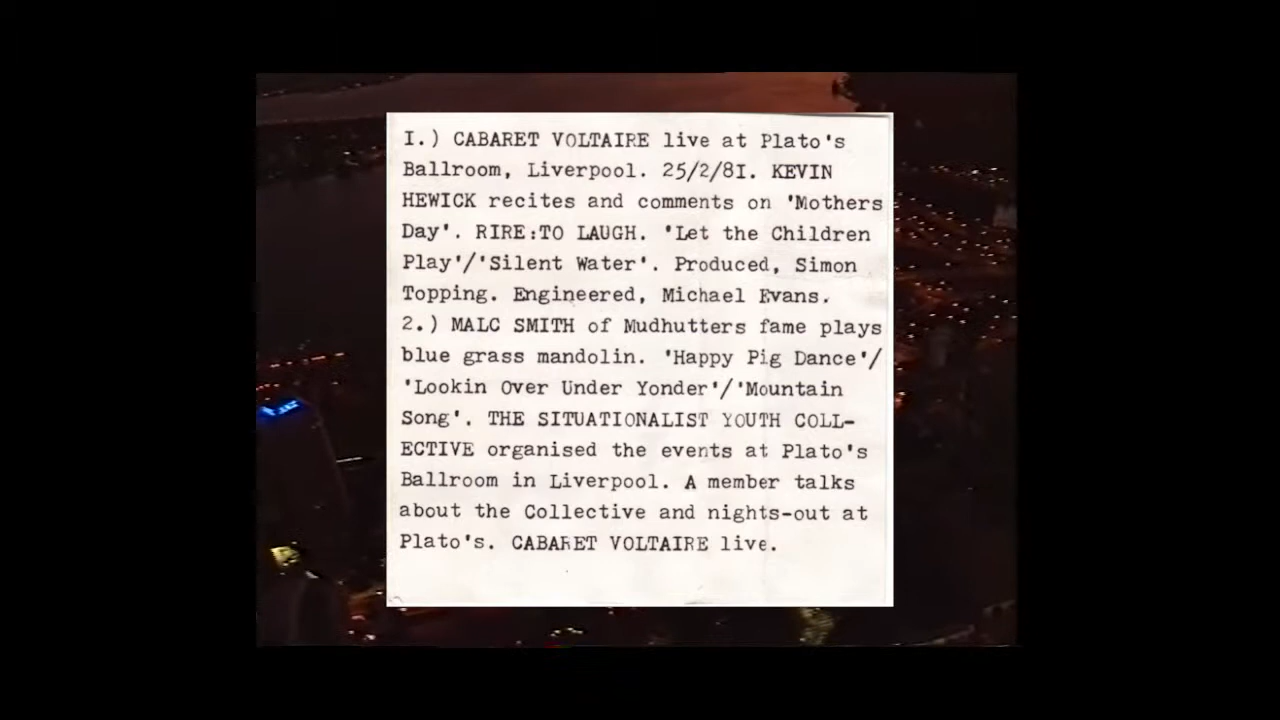 I.) CABARET VOLTAIRE live at Plato's
Ballroom, Liverpool. 25/2/8I. KEVIN
HEWICK recites and comments on 'Mothers
Day'. RIRE:TO LAUGH. 'Let the Children
Play'/'Silent Water'. Produced, Simon
Topping. Engineered, Michael Evans.
2.) MALC SMITH of Mudhutters fame plays
blue grass mandolin. 'Happy Pig Dance'/
'Lookin Over Under Yonder'/'Mountain
Song'. THE SITUATIONALIST YOUTH COLL-
ECTIVE organised the events at Plato's
Ballroom in Liverpool. A member talks
about the Collective and nights-out at
Plato's. CABARET VOLTAIRE live.